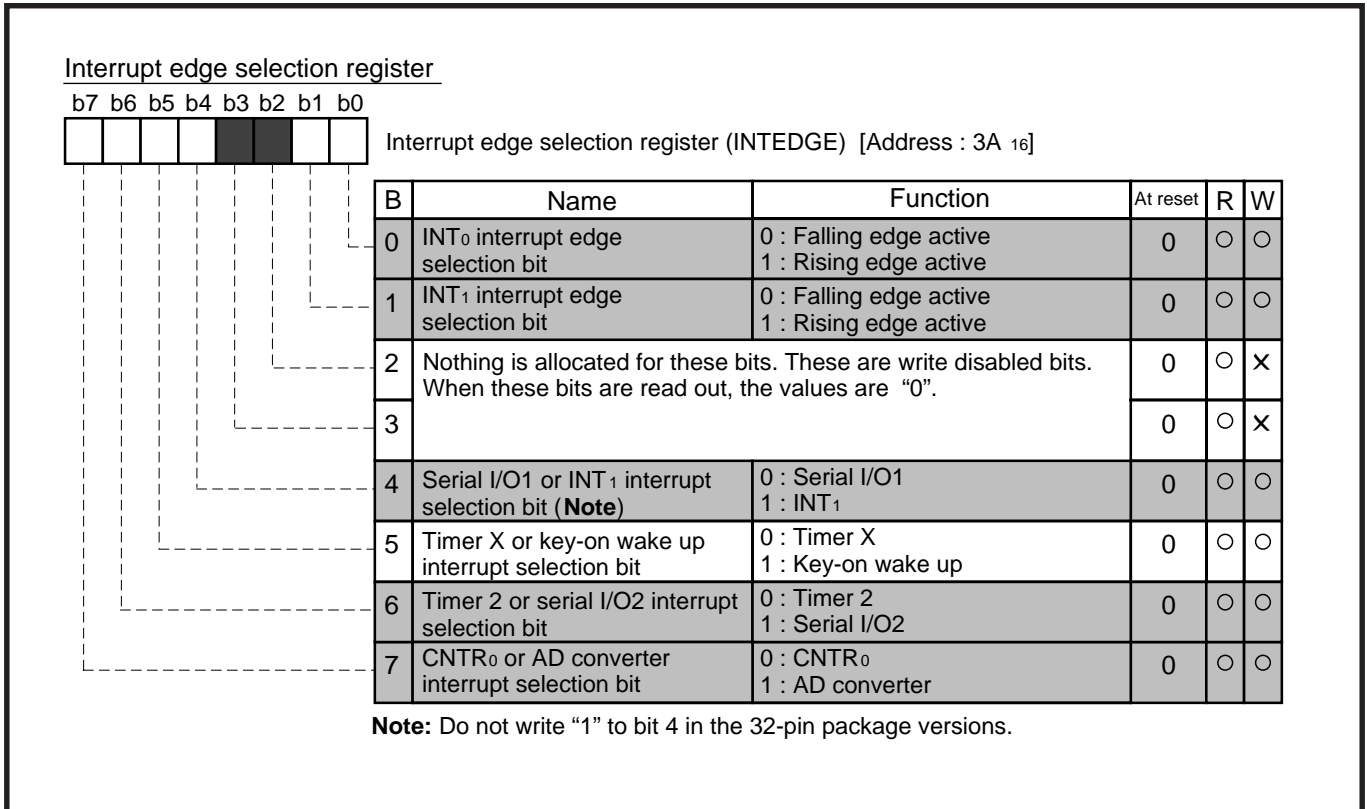 Interrupt edge selection register
b7 b6 b5 b4 b3 b2 b1 b0
Interrupt edge selection register (INTEDGE) [Address : 3A 16]
B Name Function At reset R W
0 INT0 interrupt edge selection bit 0 : Falling edge active 1 : Rising edge active 0 ○ ○
1 INT1 interrupt edge selection bit 0 : Falling edge active 1 : Rising edge active 0 ○ ○
2 Nothing is allocated for these bits. These are write disabled bits. 0 ○ ×
When these bits are read out, the values are “0”.
3 0 ○ ×
4 Serial I/O1 or INT1 interrupt selection bit (Note) 0 : Serial I/O1 1 : INT1 0 ○ ○
5 Timer X or key-on wake up interrupt selection bit 0 : Timer X 1 : Key-on wake up 0 ○ ○
6 Timer 2 or serial I/O2 interrupt selection bit 0 : Timer 2 1 : Serial I/O2 0 ○ ○
7 CNTR0 or AD converter interrupt selection bit 0 : CNTR0 1 : AD converter 0 ○ ○
Note: Do not write “1” to bit 4 in the 32-pin package versions.